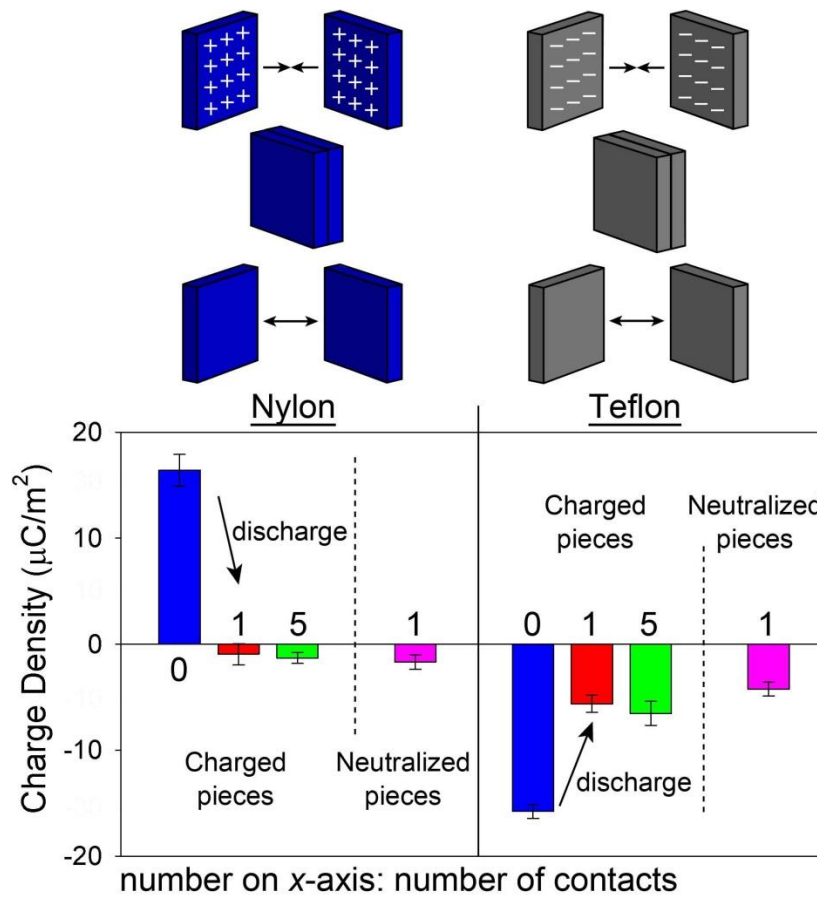 Nylon
Teflon
20
10
0
-10
-20
Charge Density (μC/m²)
discharge
0
1
5
1
Charged
pieces
Neutralized
pieces
Charged
pieces
Neutralized
pieces
0
1
5
1
discharge
number on x-axis: number of contacts